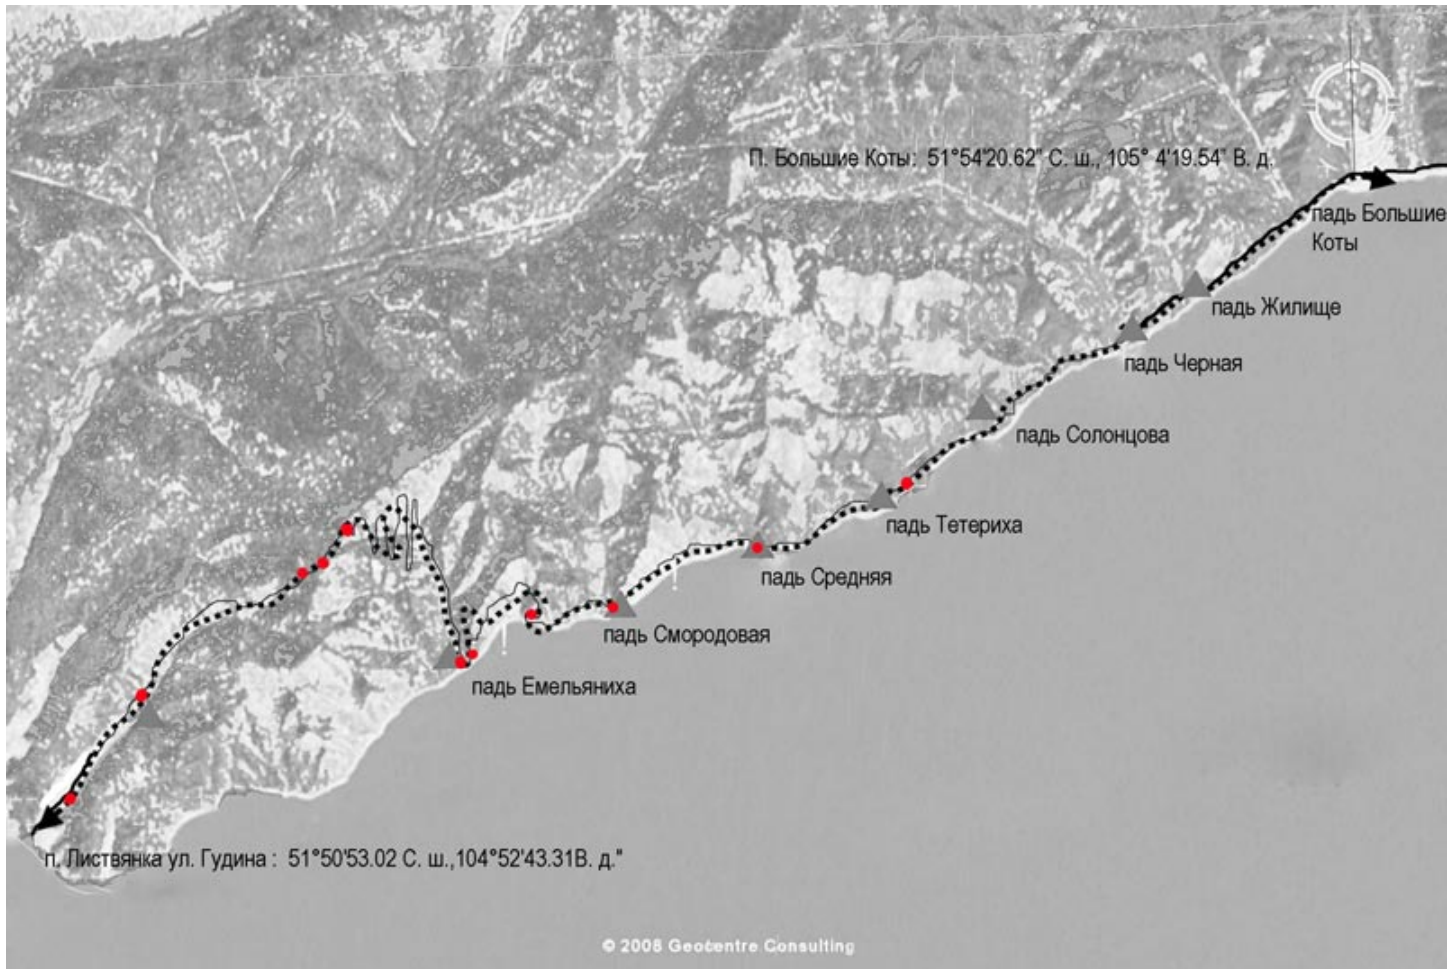 П. Большие Коты: 51°54'20.62" С. ш., 105° 4'19.54" В. д.
падь Большие
Коты
падь Жилище
падь Черная
падь Солонцова
падь Тетериха
падь Средняя
падь Смородовая
падь Емельяниха
п. Листвянка ул. Гудина : 51°50'53.02 С. ш.,104°52'43.31В. д."
© 2008 Geocentre Consulting